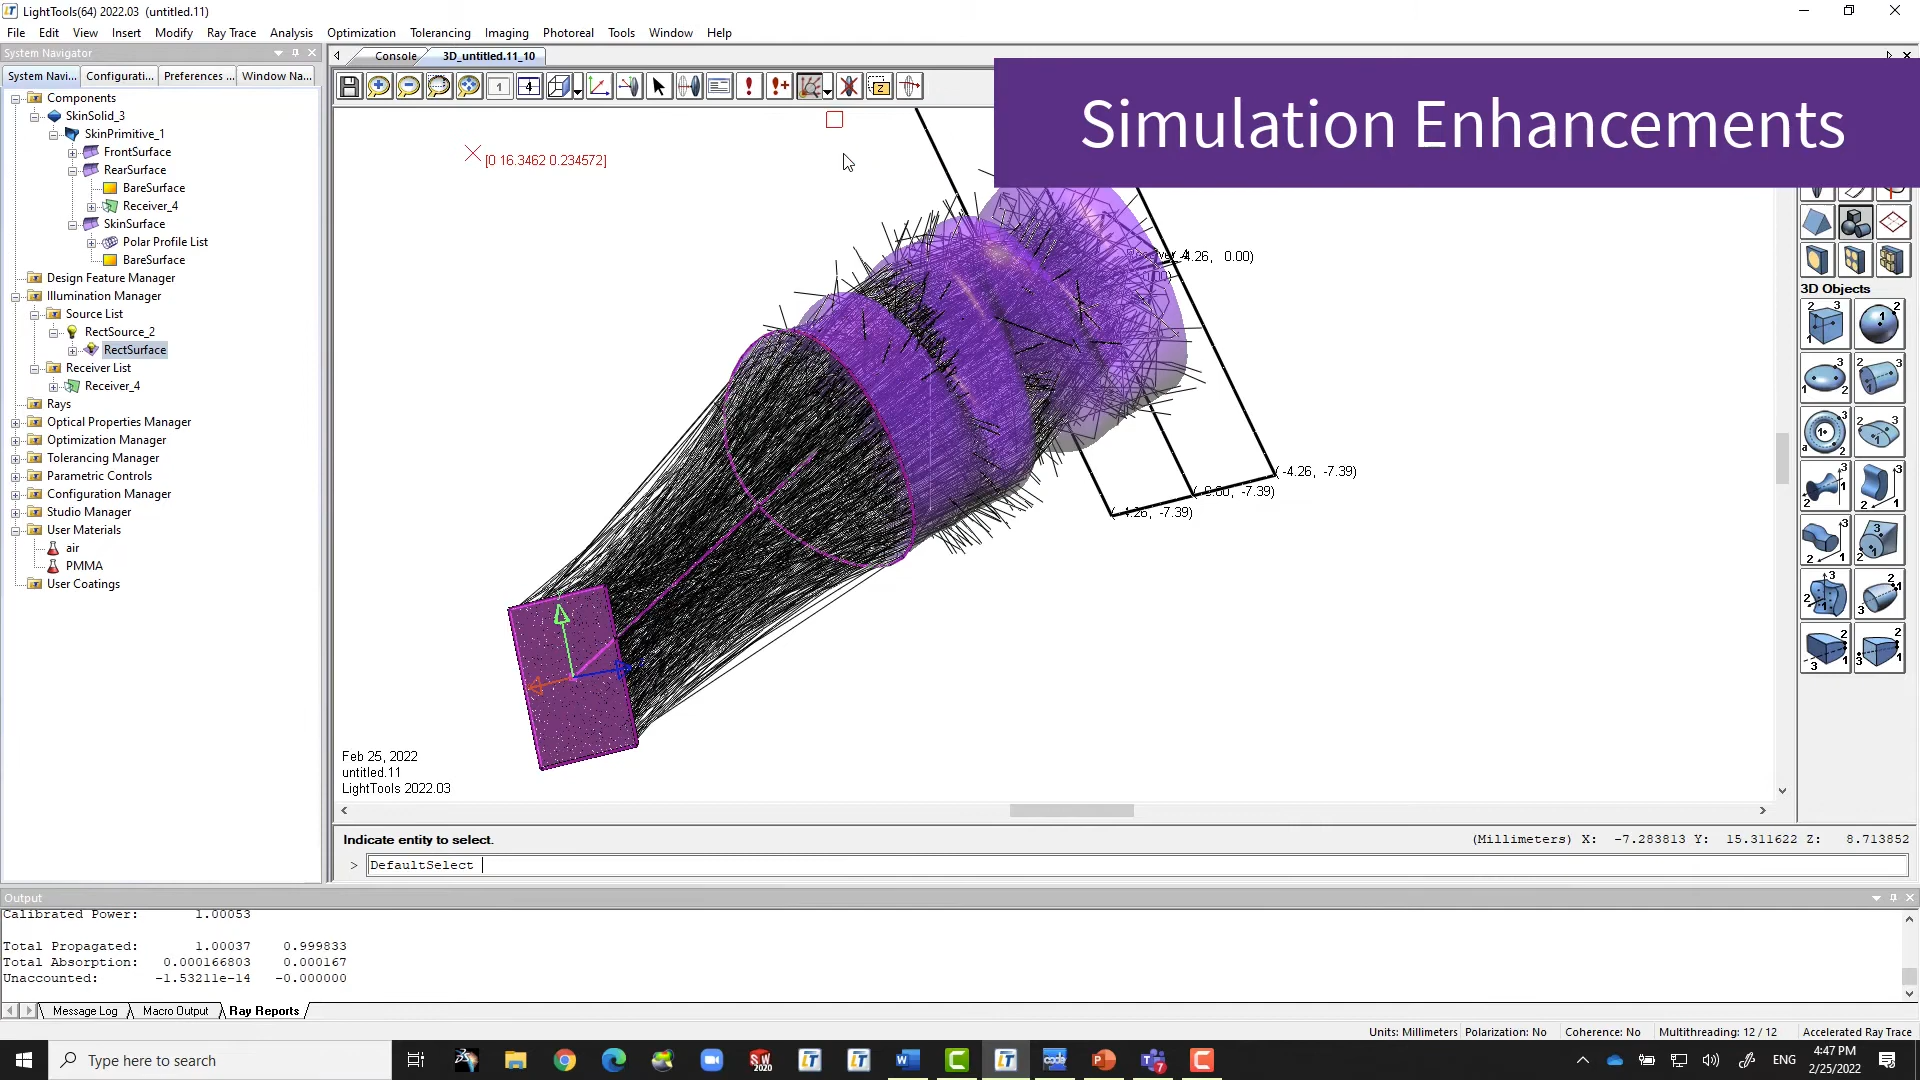 LightTools(64) 2022.03 (untitled.11)
File Edit View Insert Modify Ray Trace Analysis Optimization Tolerancing Imaging Photoreal Tools Window Help
System Navigator
System Navi... Configurati... Preferences ... Window Na...
Console 3D_untitled.11_10
Simulation Enhancements
Components
SkinSolid_3
SkinPrimitive_1
FrontSurface
RearSurface
BareSurface
Receiver_4
SkinSurface
Polar Profile List
BareSurface
Design Feature Manager
Illumination Manager
Source List
RectSource_2
RectSurface
Receiver List
Receiver_4
Rays
Optical Properties Manager
Optimization Manager
Tolerancing Manager
Parametric Controls
Configuration Manager
Studio Manager
User Materials
air
PMMA
User Coatings
[0 16.3462 0.234572]
-4.26, 0.00)
(-4.26, -7.39)
-7.39)
-7.39)
3D Objects
Feb 25, 2022
untitled.11
LightTools 2022.03
Indicate entity to select.
(Millimeters) X: -7.283813 Y: 15.311622 Z: 8.713852
> DefaultSelect
Output
Calibrated Power: 1.00053
Total Propagated: 1.00037 0.999833
Total Absorption: 0.000166803 0.000167
Unaccounted: -1.53211e-14 -0.000000
Message Log Macro Output Ray Reports
Units: Millimeters Polarization: No Coherence: No Multithreading: 12 / 12 Accelerated Ray Trace
Type here to search
ENG
4:47 PM
2/25/2022